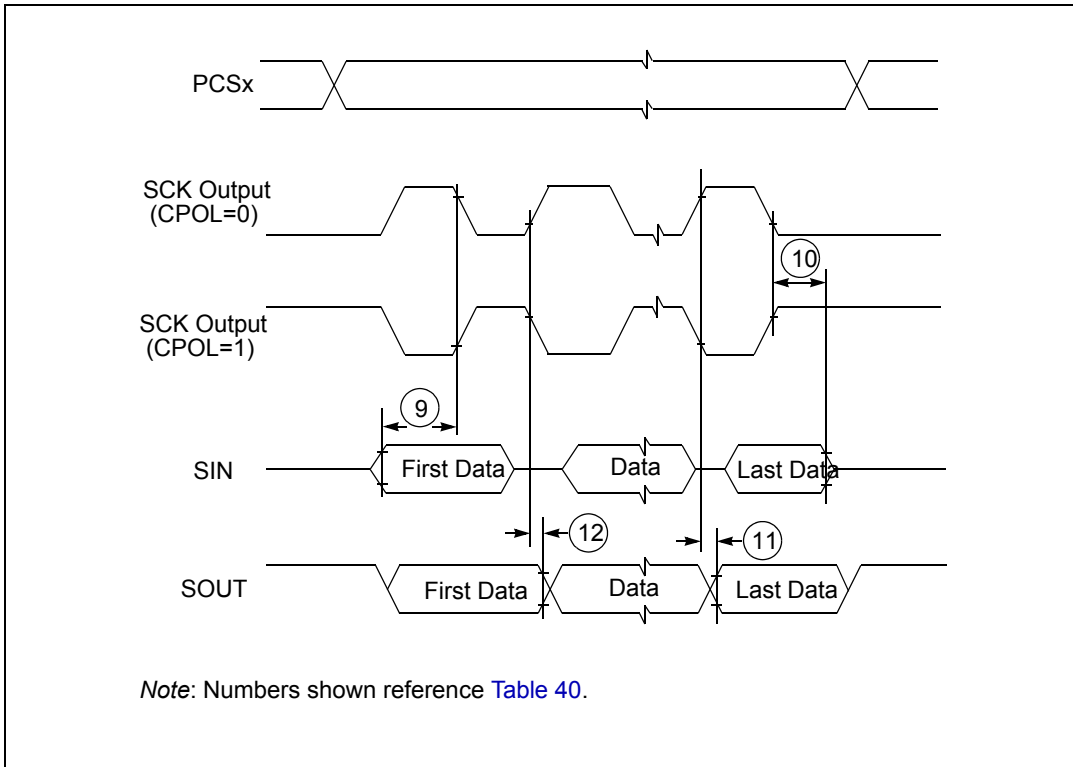 PCSx
SCK Output
(CPOL=0)
10
SCK Output
(CPOL=1)
9
SIN
First Data
Data
Last Data
12
11
SOUT
First Data
Data
Last Data
Note: Numbers shown reference Table 40.